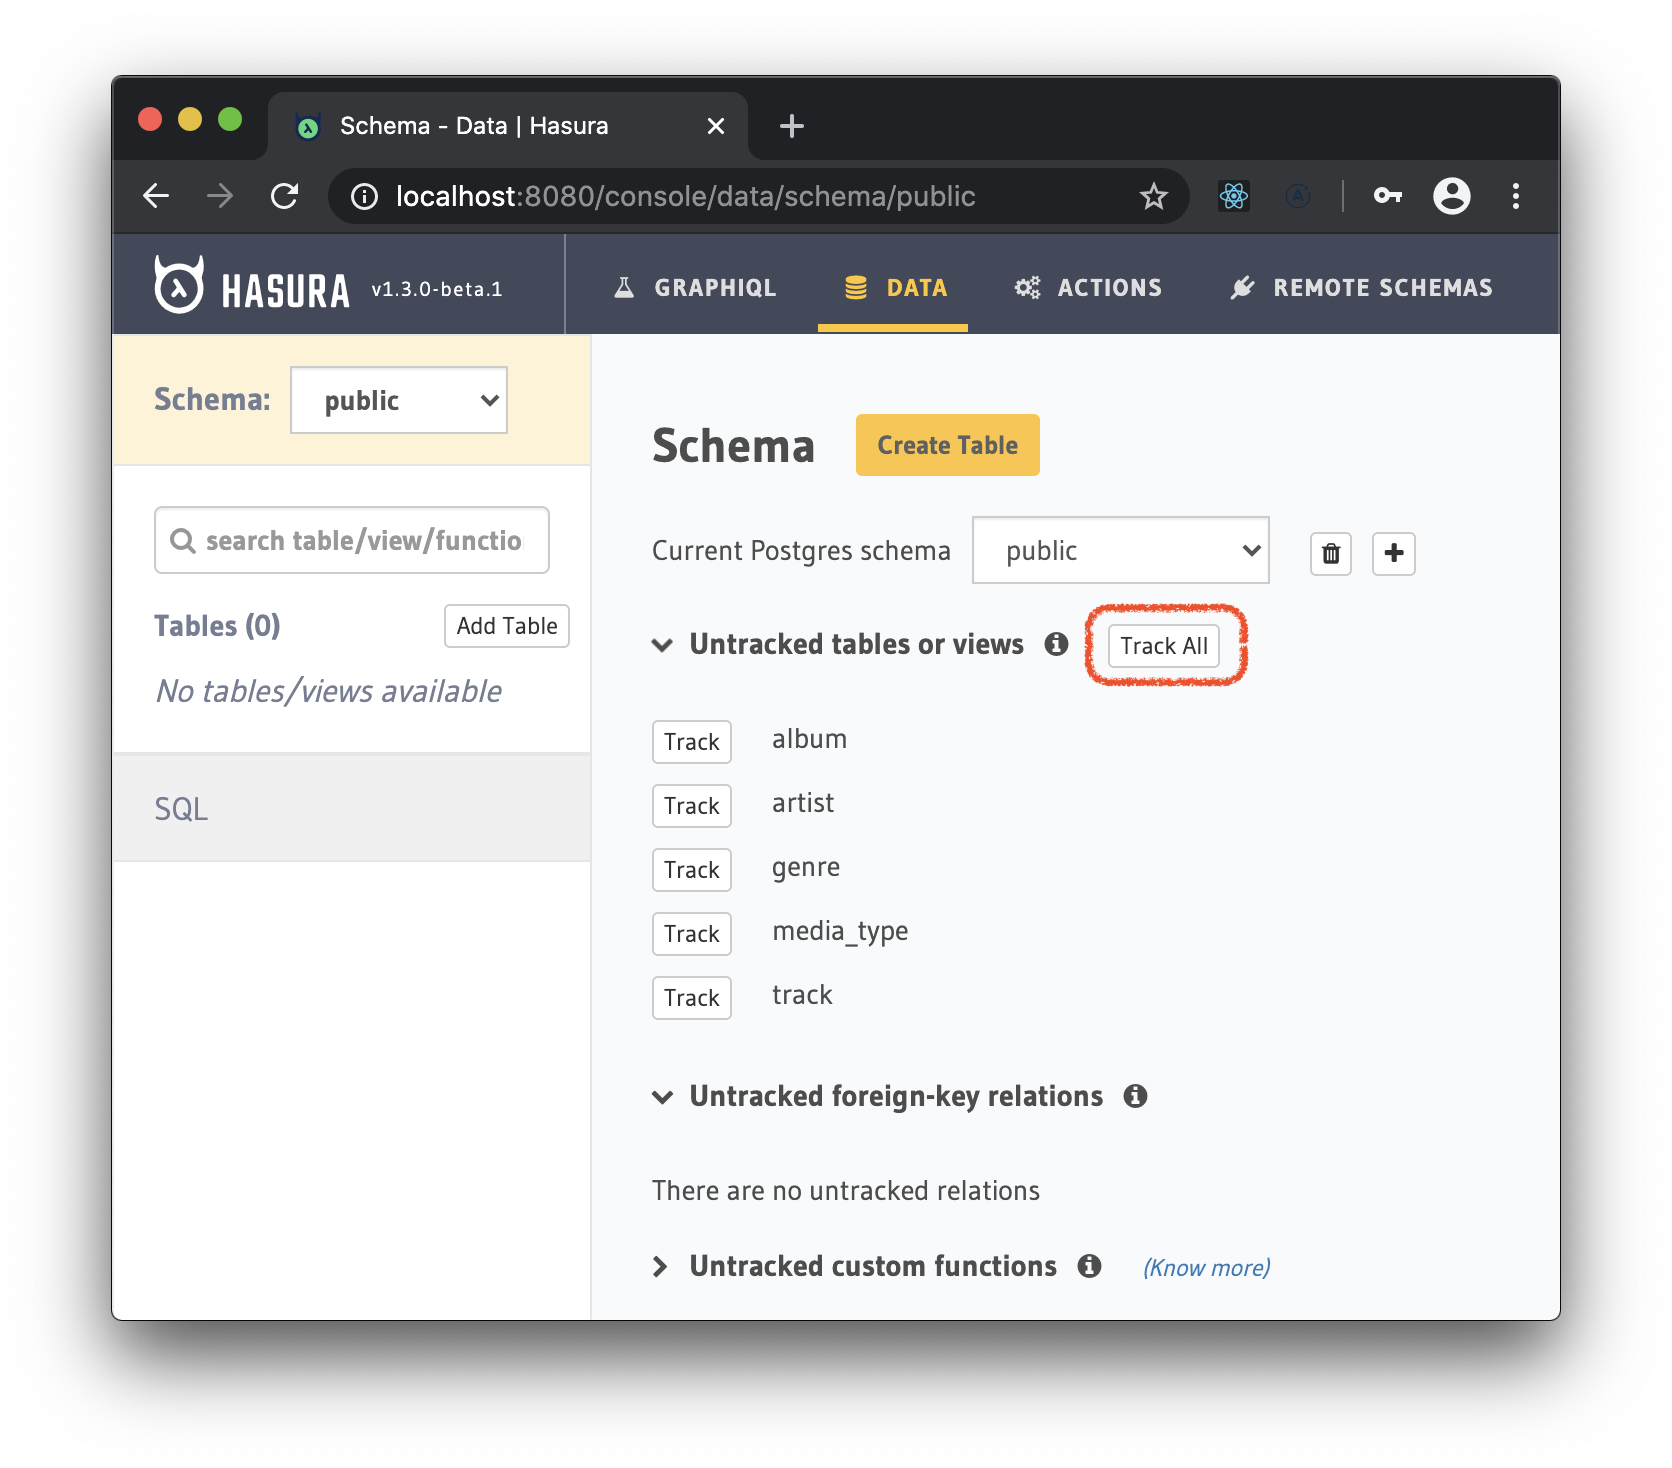 Schema - Data | Hasura
localhost:8080/console/data/schema/public
HASURA v1.3.0-beta.1 GRAPHIQL DATA ACTIONS REMOTE SCHEMAS
Schema: public
search table/view/functio
Tables (0) Add Table
No tables/views available
SQL
Schema Create Table
Current Postgres schema public
Untracked tables or views Track All
Track album
Track artist
Track genre
Track media_type
Track track
Untracked foreign-key relations
There are no untracked relations
Untracked custom functions (Know more)